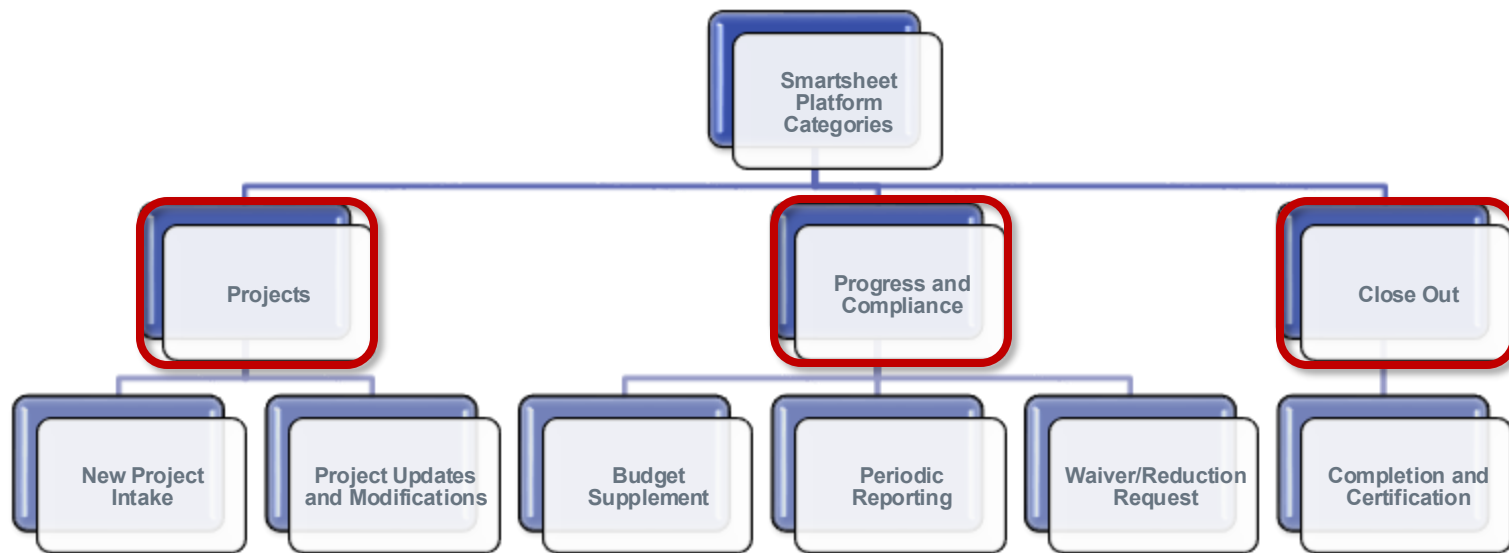 Smartsheet
Platform
Categories
Projects
Progress and
Compliance
Close Out
New Project
Intake
Project Updates
and Modifications
Budget
Supplement
Periodic
Reporting
Waiver/Reduction
Request
Completion and
Certification